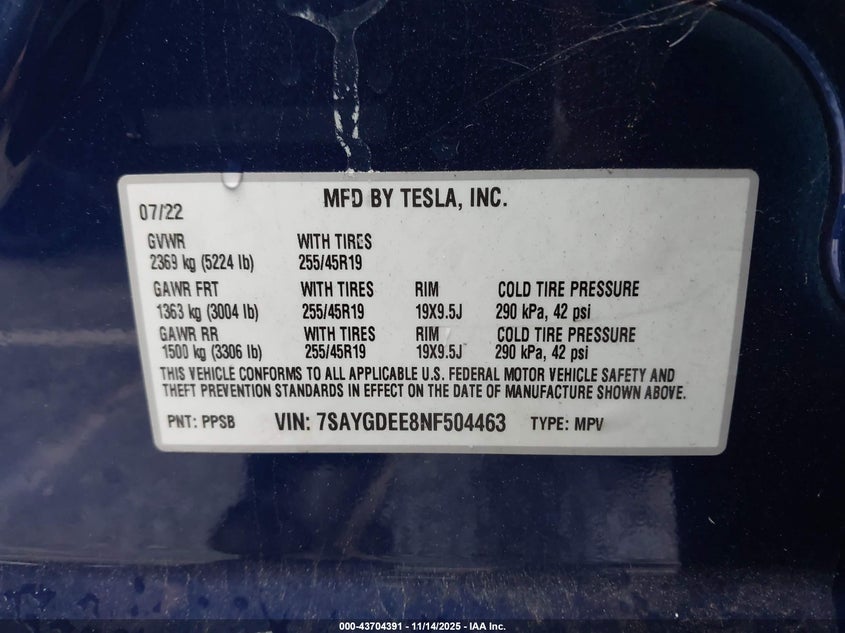 MFD BY TESLA, INC.
07/22
GVWR WITH TIRES
2369 kg (5224 lb) 255/45R19
GAWR FRT WITH TIRES RIM COLD TIRE PRESSURE
1363 kg (3004 lb) 255/45R19 19X9.5J 290 kPa, 42 psi
GAWR RR WITH TIRES RIM COLD TIRE PRESSURE
1500 kg (3306 lb) 255/45R19 19X9.5J 290 kPa, 42 psi
THIS VEHICLE CONFORMS TO ALL APPLICABLE U.S. FEDERAL MOTOR VEHICLE SAFETY AND
THEFT PREVENTION STANDARDS IN EFFECT ON THE DATE OF MANUFACTURE SHOWN ABOVE.
PNT: PPSB VIN: 7SAYGDEE8NF504463 TYPE: MPV
000-43704391 - 11/14/2025 - IAA Inc.